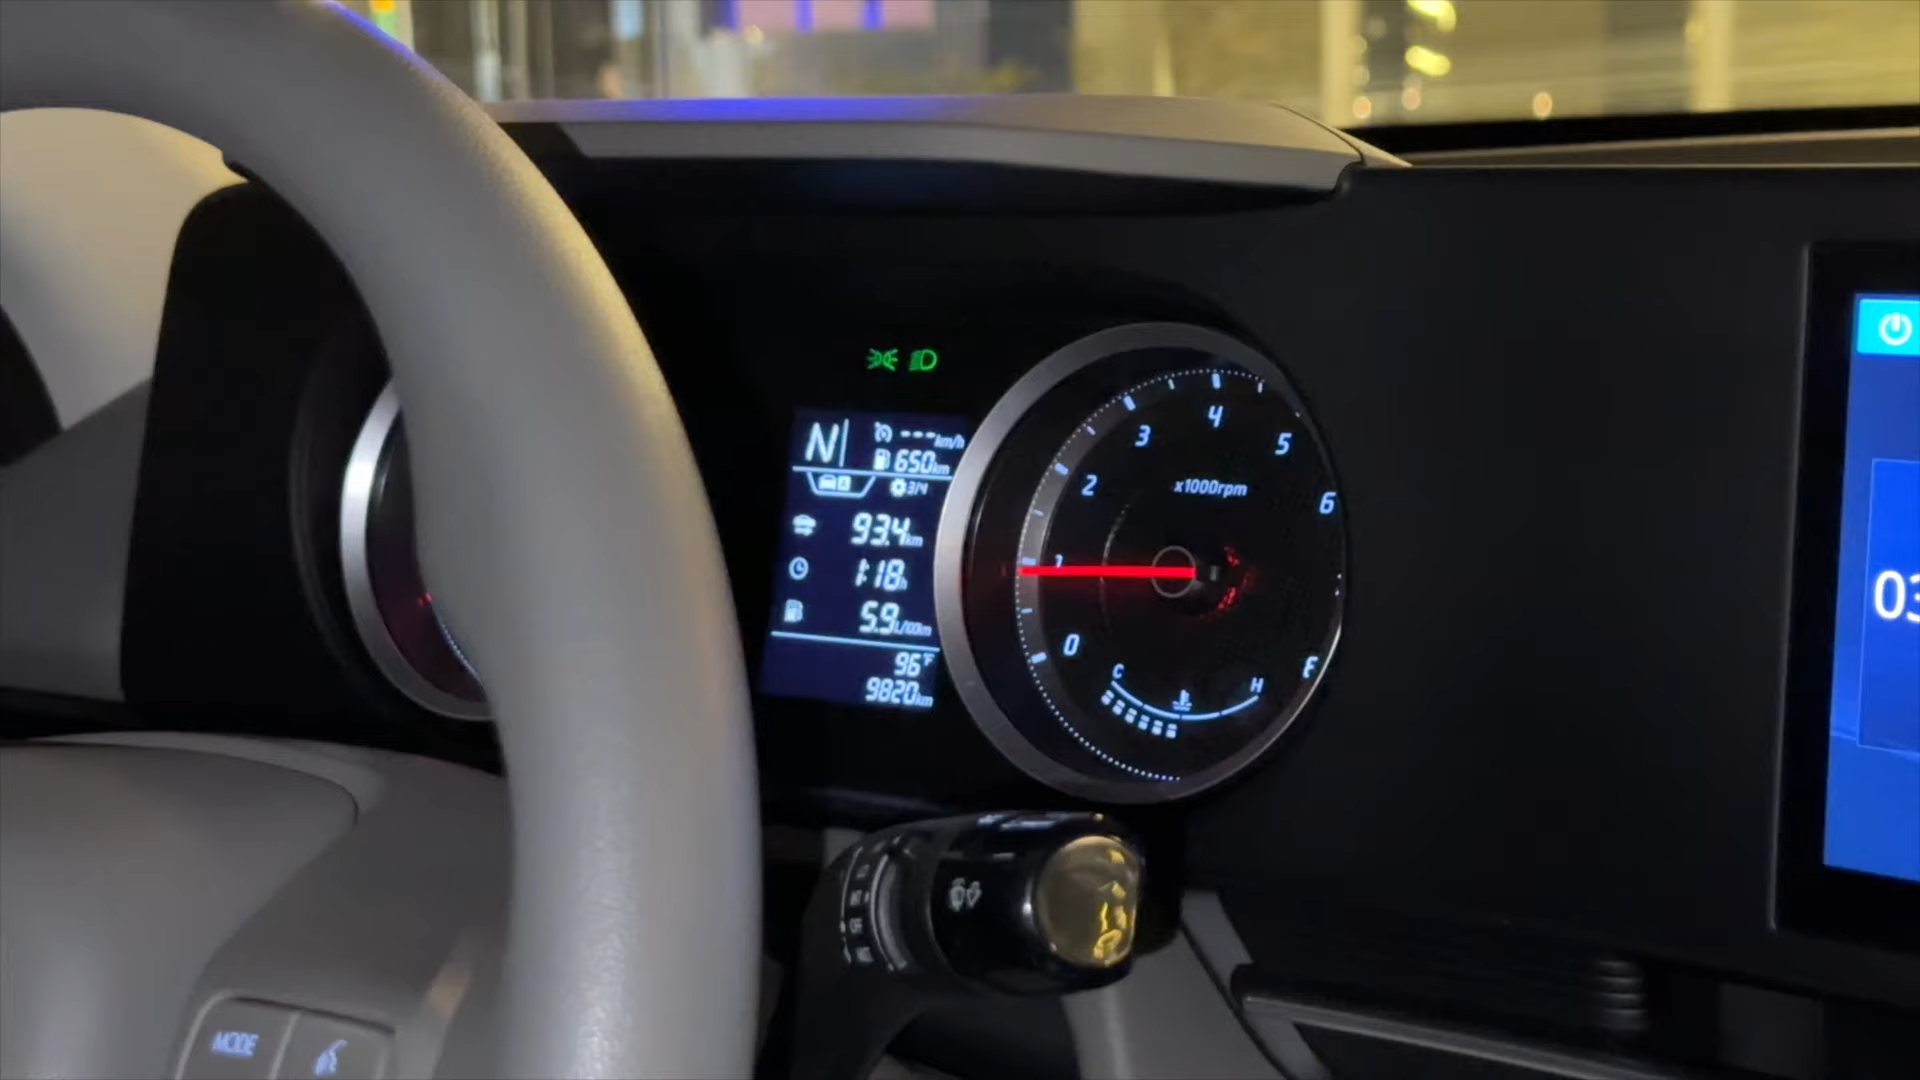 N
---km/h
650km
A
3/4
93.4km
1:18h
5.9L/100km
96°F
9820km
0
1
2
3
4
5
6
x1000rpm
C
H
E
03
MODE